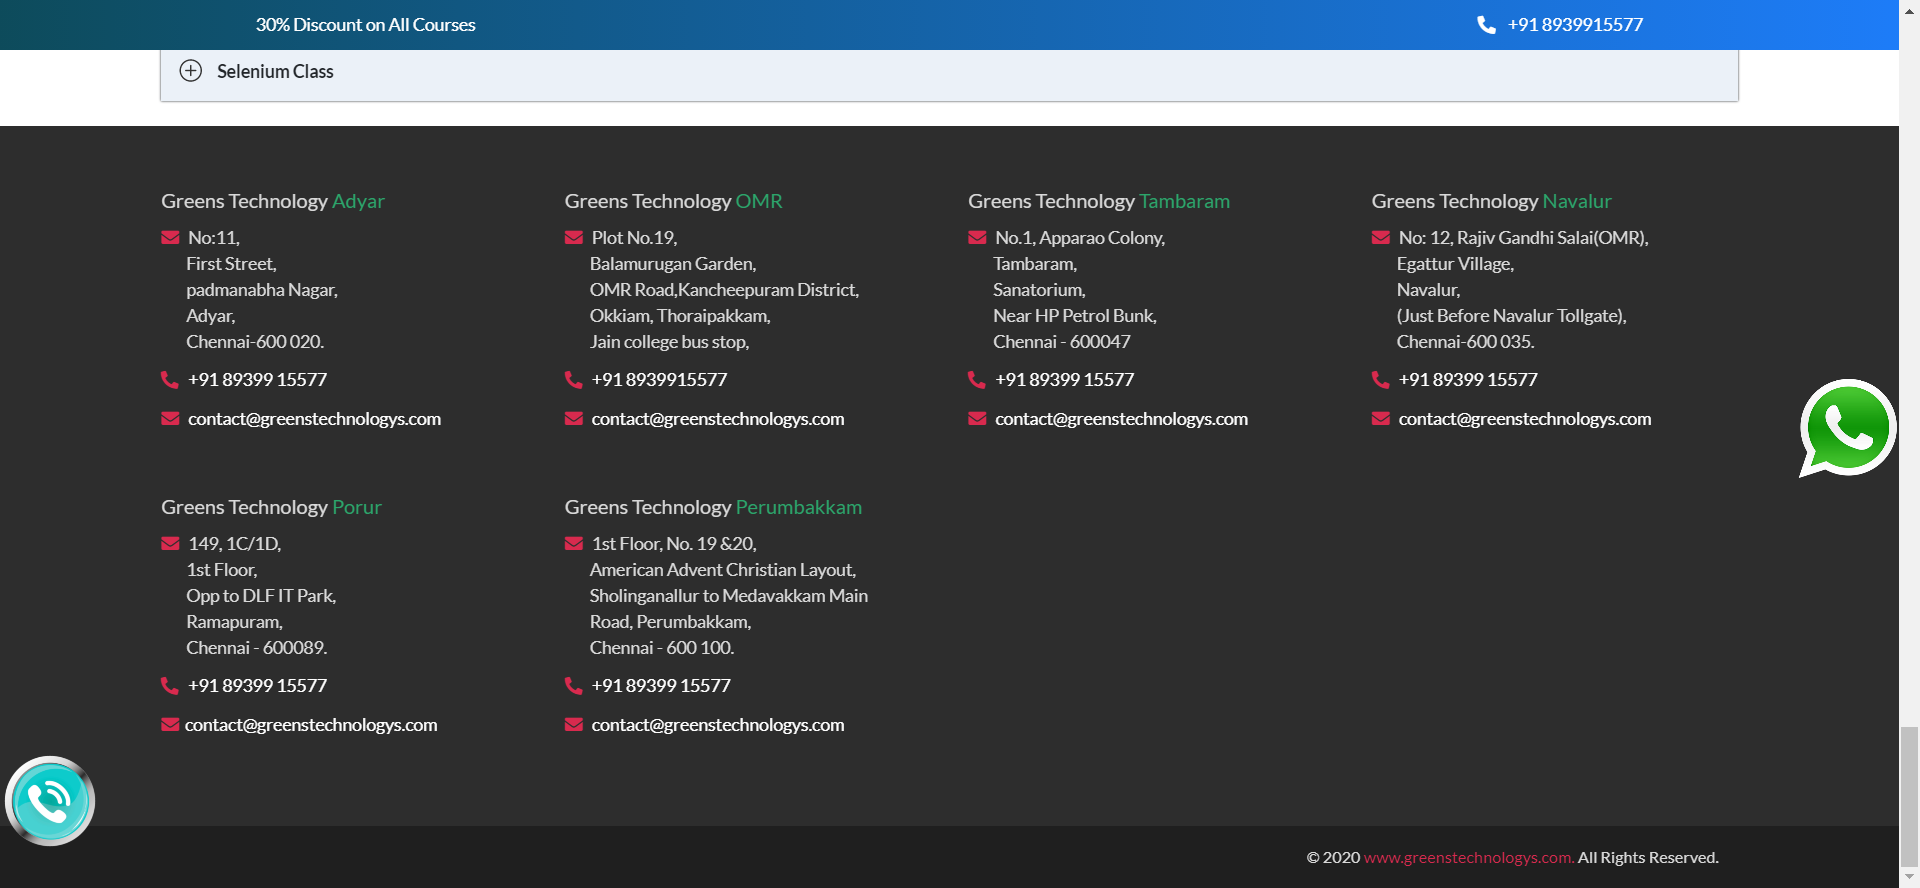 30% Discount on All Courses
+91 8939915577
Selenium Class
Greens Technology Adyar
No:11,
First Street,
padmanabha Nagar,
Adyar,
Chennai-600 020.
+91 89399 15577
contact@greenstechnologys.com
Greens Technology OMR
Plot No.19,
Balamurugan Garden,
OMR Road,Kancheepuram District,
Okkiam, Thoraipakkam,
Jain college bus stop,
+91 8939915577
contact@greenstechnologys.com
Greens Technology Tambaram
No.1, Apparao Colony,
Tambaram,
Sanatorium,
Near HP Petrol Bunk,
Chennai - 600047
+91 89399 15577
contact@greenstechnologys.com
Greens Technology Navalur
No: 12, Rajiv Gandhi Salai(OMR),
Egattur Village,
Navalur,
(Just Before Navalur Tollgate),
Chennai-600 035.
+91 89399 15577
contact@greenstechnologys.com
Greens Technology Porur
149, 1C/1D,
1st Floor,
Opp to DLF IT Park,
Ramapuram,
Chennai - 600089.
+91 89399 15577
contact@greenstechnologys.com
Greens Technology Perumbakkam
1st Floor, No. 19 &20,
American Advent Christian Layout,
Sholinganallur to Medavakkam Main
Road, Perumbakkam,
Chennai - 600 100.
+91 89399 15577
contact@greenstechnologys.com
© 2020 www.greenstechnologys.com. All Rights Reserved.